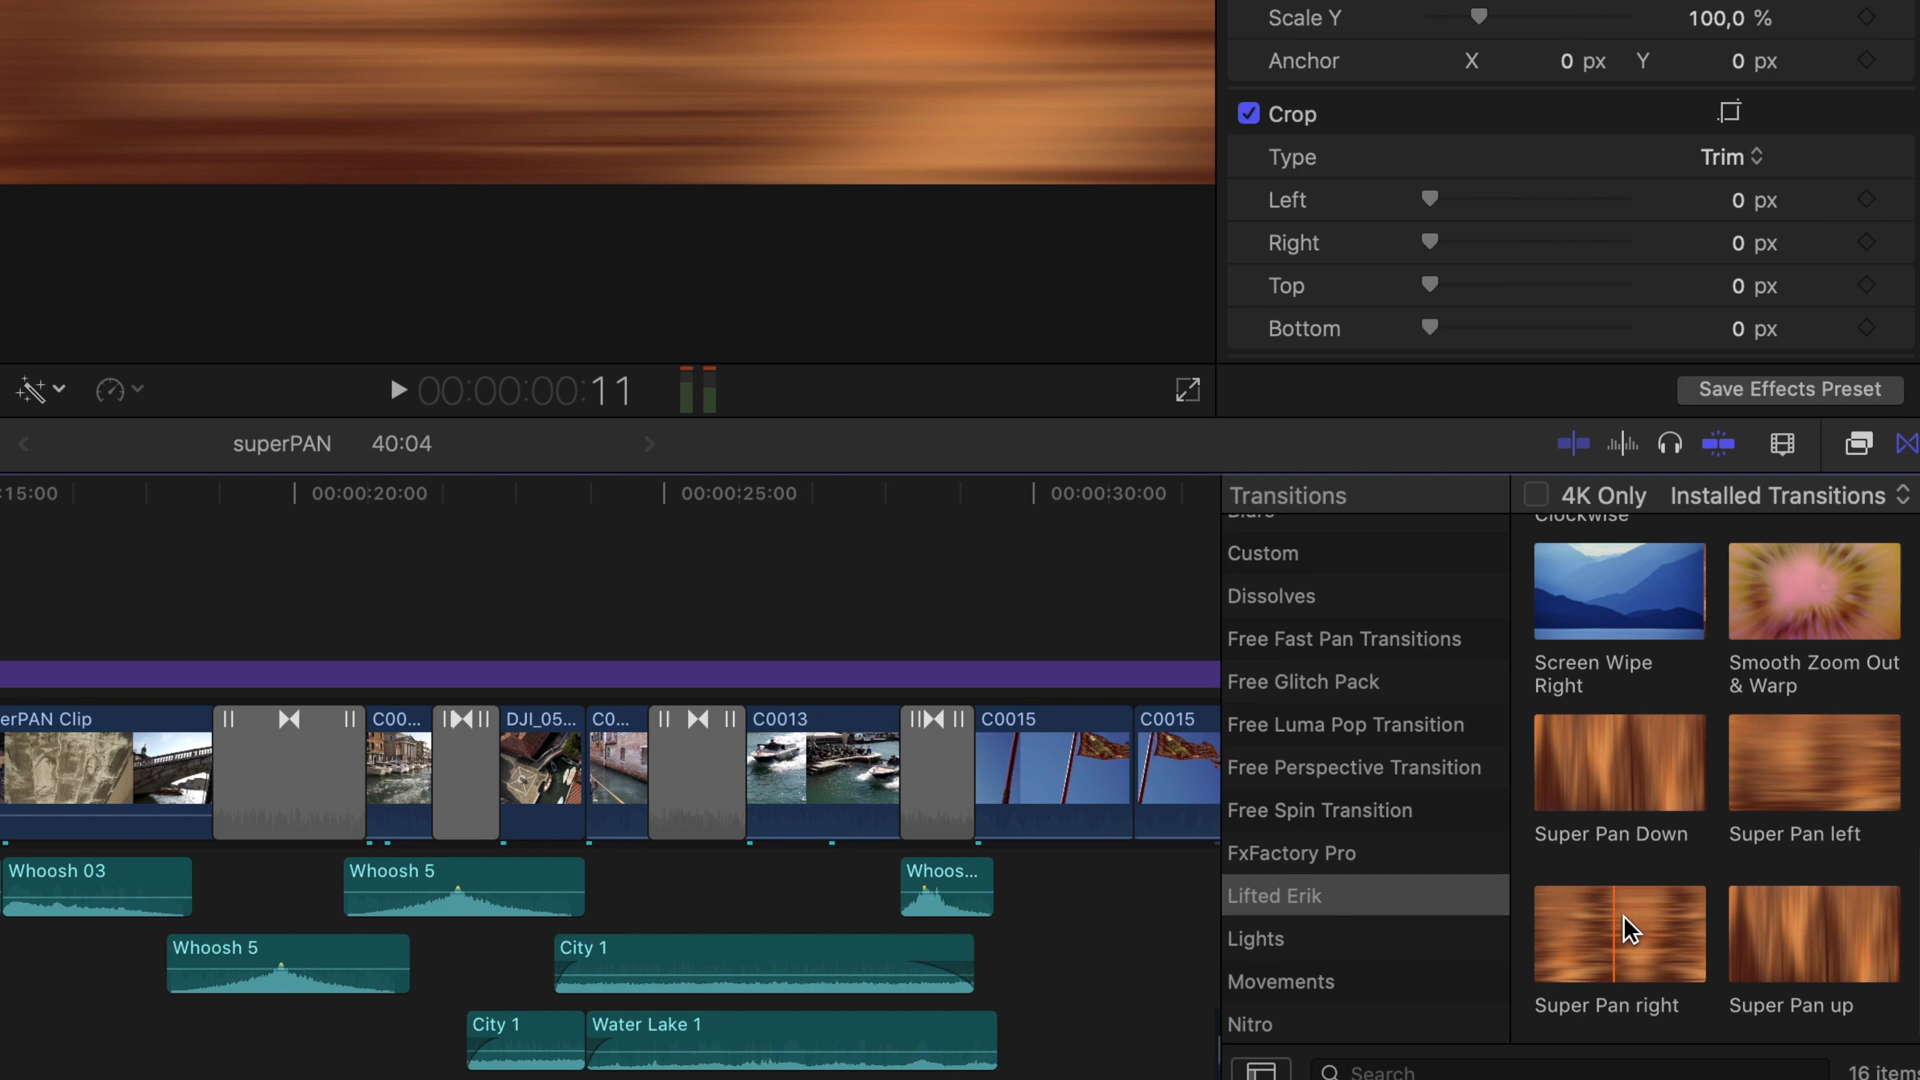 Scale Y 100,0 %
Anchor X 0 px Y 0 px
Crop
Type Trim
Left 0 px
Right 0 px
Top 0 px
Bottom 0 px
00:00:00:11
Save Effects Preset
superPAN 40:04
:15:00 00:00:20:00 00:00:25:00 00:00:30:00
Transitions
4K Only Installed Transitions
Blurs
Clockwise
Custom
Dissolves
Free Fast Pan Transitions
Free Glitch Pack
Free Luma Pop Transition
Free Perspective Transition
Free Spin Transition
FxFactory Pro
Lifted Erik
Lights
Movements
Nitro
Screen Wipe
Right
Smooth Zoom Out
& Warp
Super Pan Down
Super Pan left
Super Pan right
Super Pan up
erPAN Clip C00... DJI_05... C0... C0013 C0015 C0015
Whoosh 03 Whoosh 5 Whoos...
Whoosh 5 City 1
City 1 Water Lake 1
Search
16 items